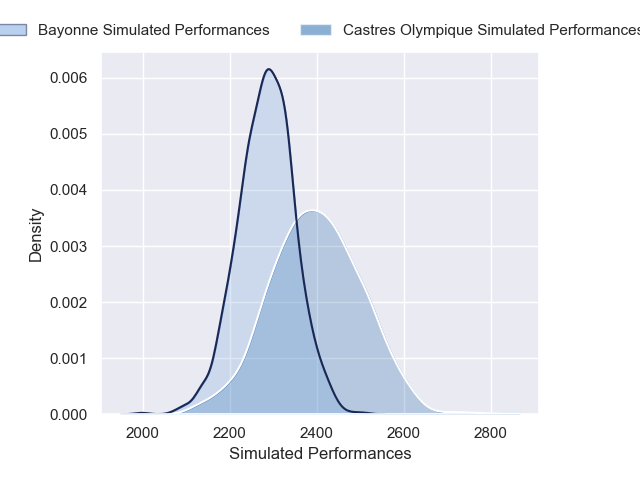 Bayonne Simulated Performances
Castres Olympique Simulated Performances
0.006
0.005
0.004
0.003
0.002
0.001
0.000
Density
2000 2200 2400 2600 2800
Simulated Performances